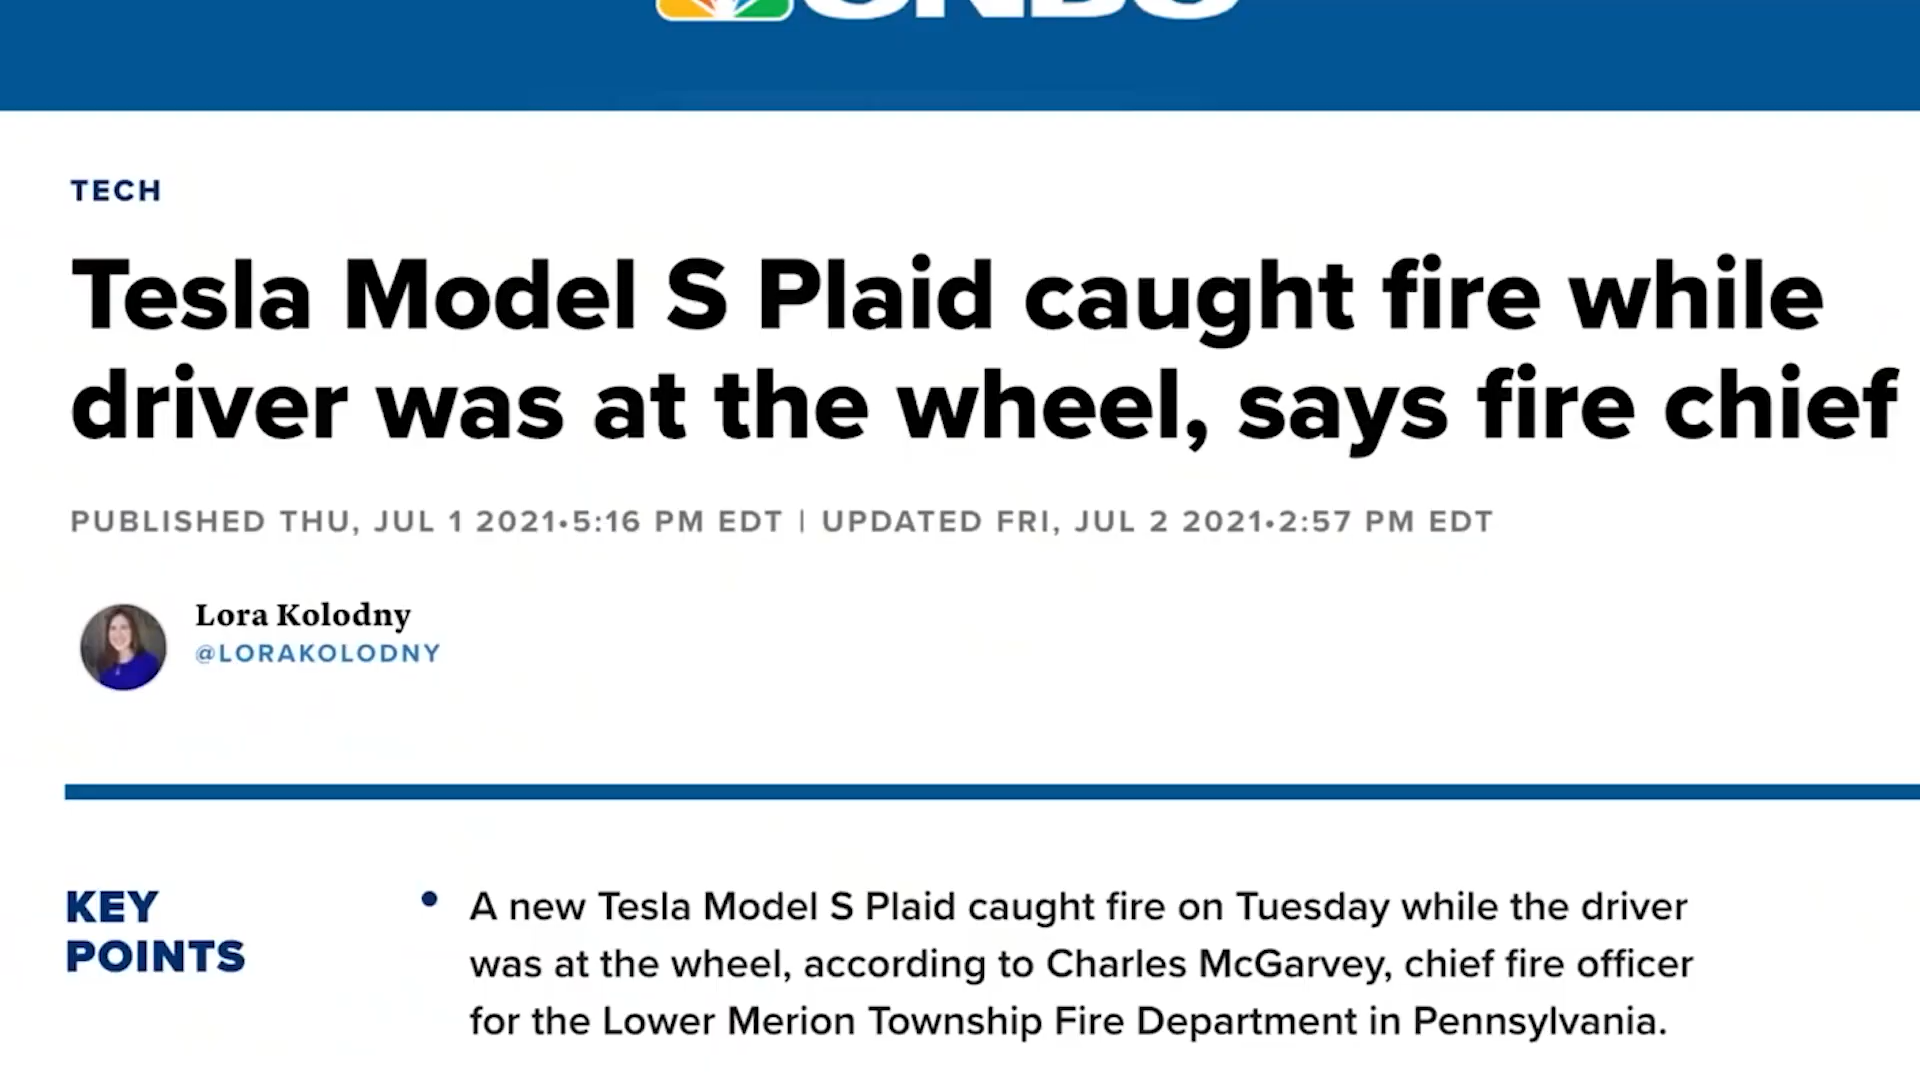 CNBC
TECH
Tesla Model S Plaid caught fire while
driver was at the wheel, says fire chief
PUBLISHED THU, JUL 1 2021•5:16 PM EDT | UPDATED FRI, JUL 2 2021•2:57 PM EDT
Lora Kolodny
@LORAKOLODNY
KEY
POINTS
• A new Tesla Model S Plaid caught fire on Tuesday while the driver
was at the wheel, according to Charles McGarvey, chief fire officer
for the Lower Merion Township Fire Department in Pennsylvania.